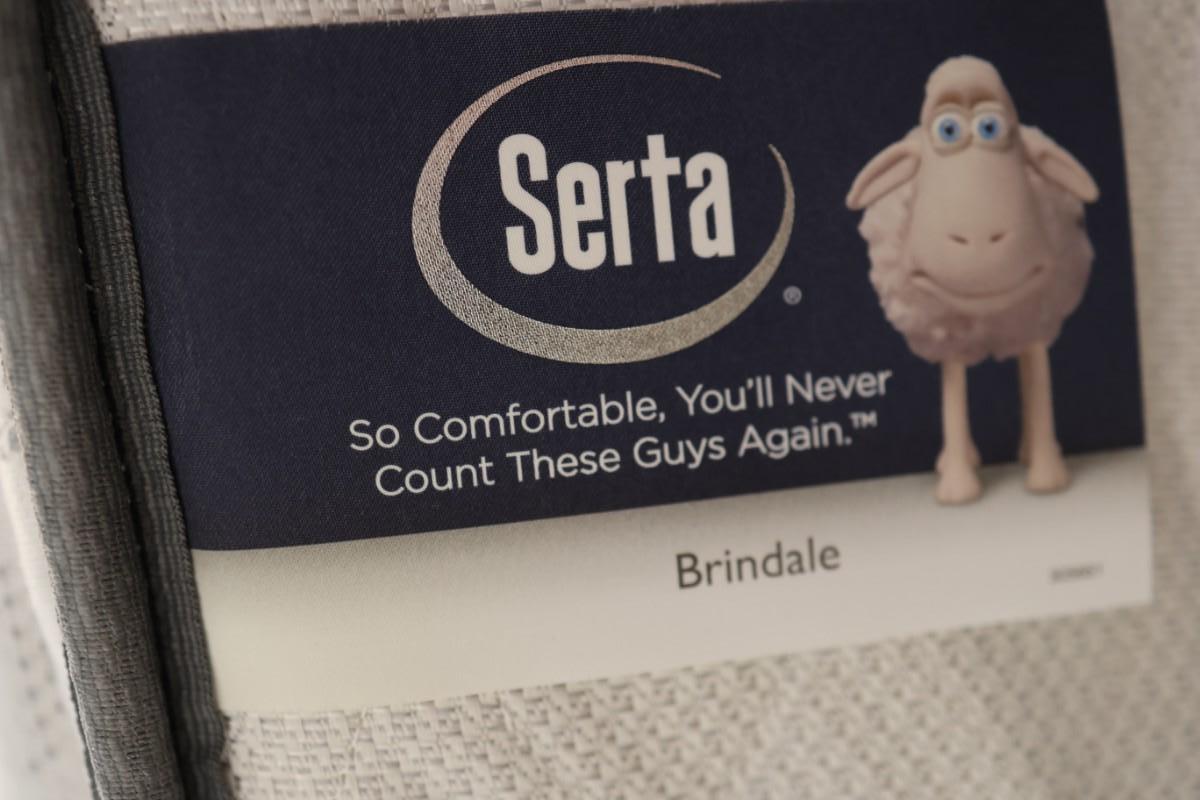 Serta®
So Comfortable, You'll Never
Count These Guys Again.™
Brindale